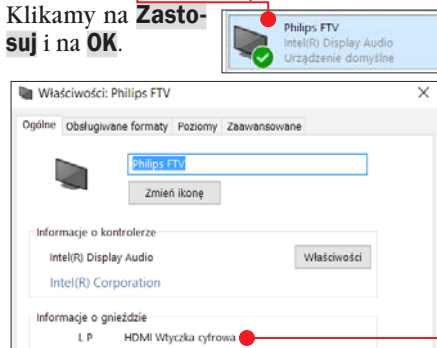 Klikamy na Zasto-
suj i na OK.
Philips FTV
Intel(R) Display Audio
Urządzenie domyślne
Właściwości: Philips FTV
Ogólne Obsługiwane formaty Poziomy Zaawansowane
Philips FTV
Zmień ikonę
Informacje o kontrolerze
Intel(R) Display Audio
Właściwości
Intel(R) Corporation
Informacje o gnieździe
L P HDMI Wtyczka cyfrowa